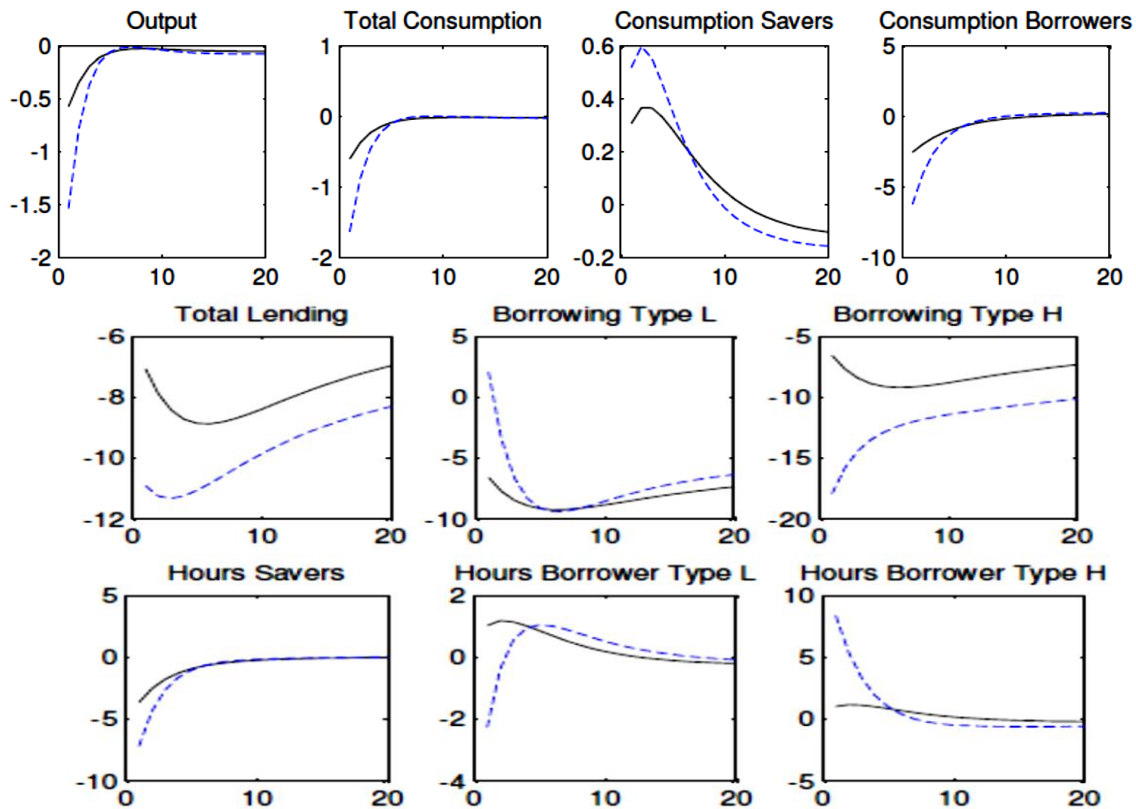 Output
0
-0.5
-1
-1.5
-2
0 10 20
Total Consumption
1
0
-1
-2
0 10 20
Consumption Savers
0.6
0.4
0.2
0
0.2
0 10 20
Consumption Borrowers
5
0
-5
-10
0 10 20
Total Lending
-6
-8
-10
-12
0 10 20
Borrowing Type L
5
0
-5
-10
0 10 20
Borrowing Type H
-5
-10
-15
-20
0 10 20
Hours Savers
5
0
-5
-10
0 10 20
Hours Borrower Type L
2
0
-2
-4
0 10 20
Hours Borrower Type H
10
5
0
-5
0 10 20